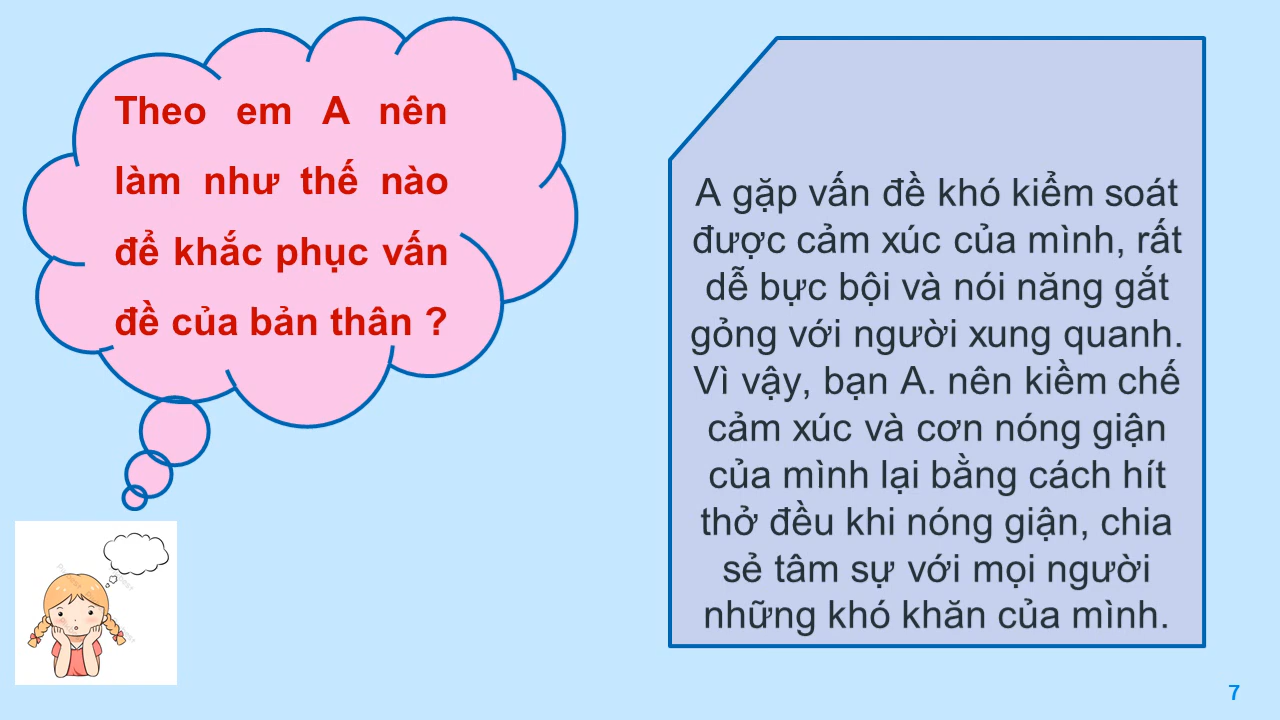 Theo em A nên
làm như thế nào
để khắc phục vấn
đề của bản thân ?
A gặp vấn đề khó kiểm soát
được cảm xúc của mình, rất
dễ bực bội và nói năng gắt
gỏng với người xung quanh.
Vì vậy, bạn A. nên kiềm chế
cảm xúc và cơn nóng giận
của mình lại bằng cách hít
thở đều khi nóng giận, chia
sẻ tâm sự với mọi người
những khó khăn của mình.
7